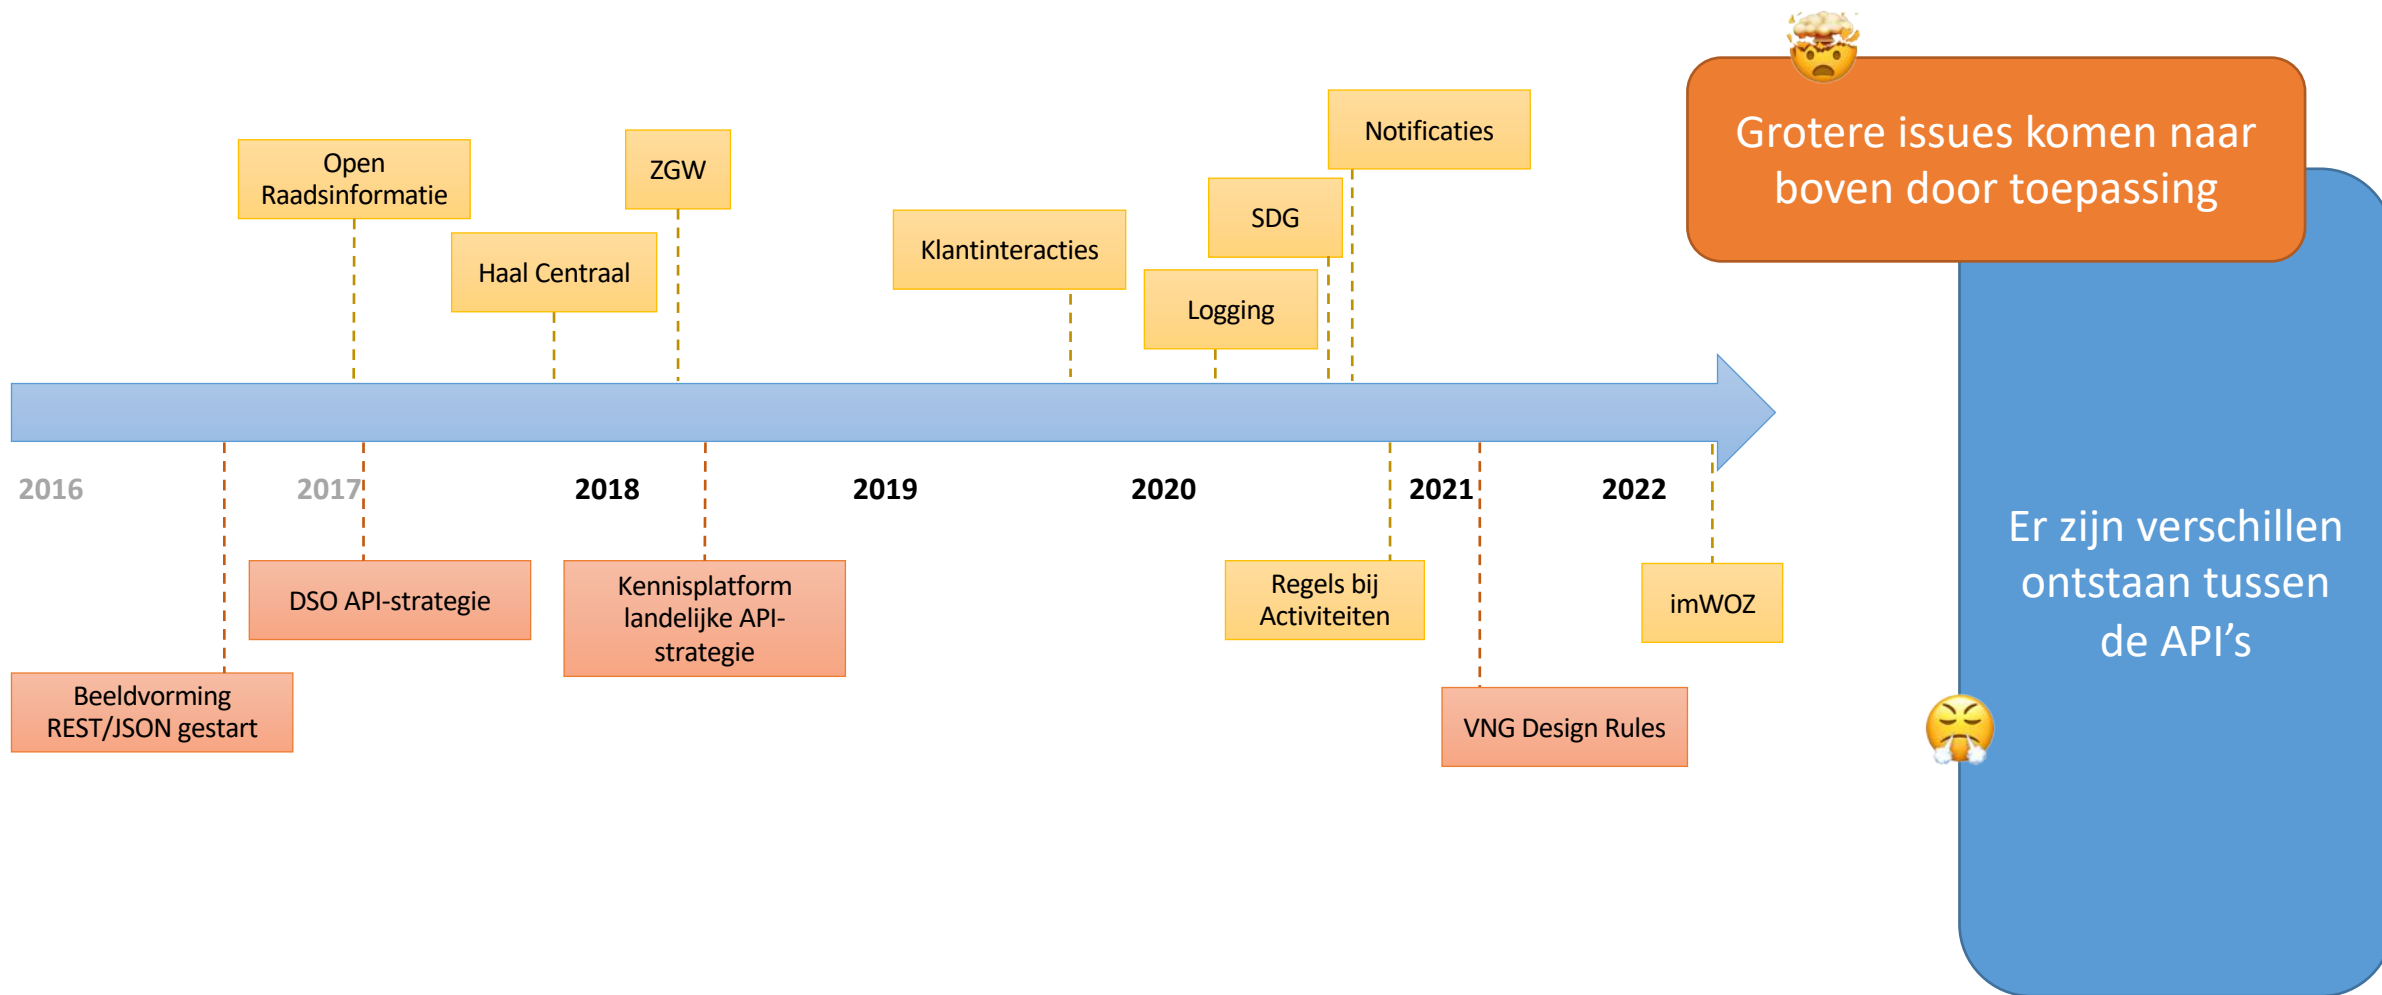 Open
Raadsinformatie
Haal Centraal
ZGW
Klantinteracties
Logging
SDG
Notificaties
Grotere issues komen naar
boven door toepassing
2016
2017
2018
2019
2020
2021
2022
Beeldvorming
REST/JSON gestart
DSO API-strategie
Kennisplatform
landelijke API-
strategie
Regels bij
Activiteiten
VNG Design Rules
imWOZ
Er zijn verschillen
ontstaan tussen
de API’s